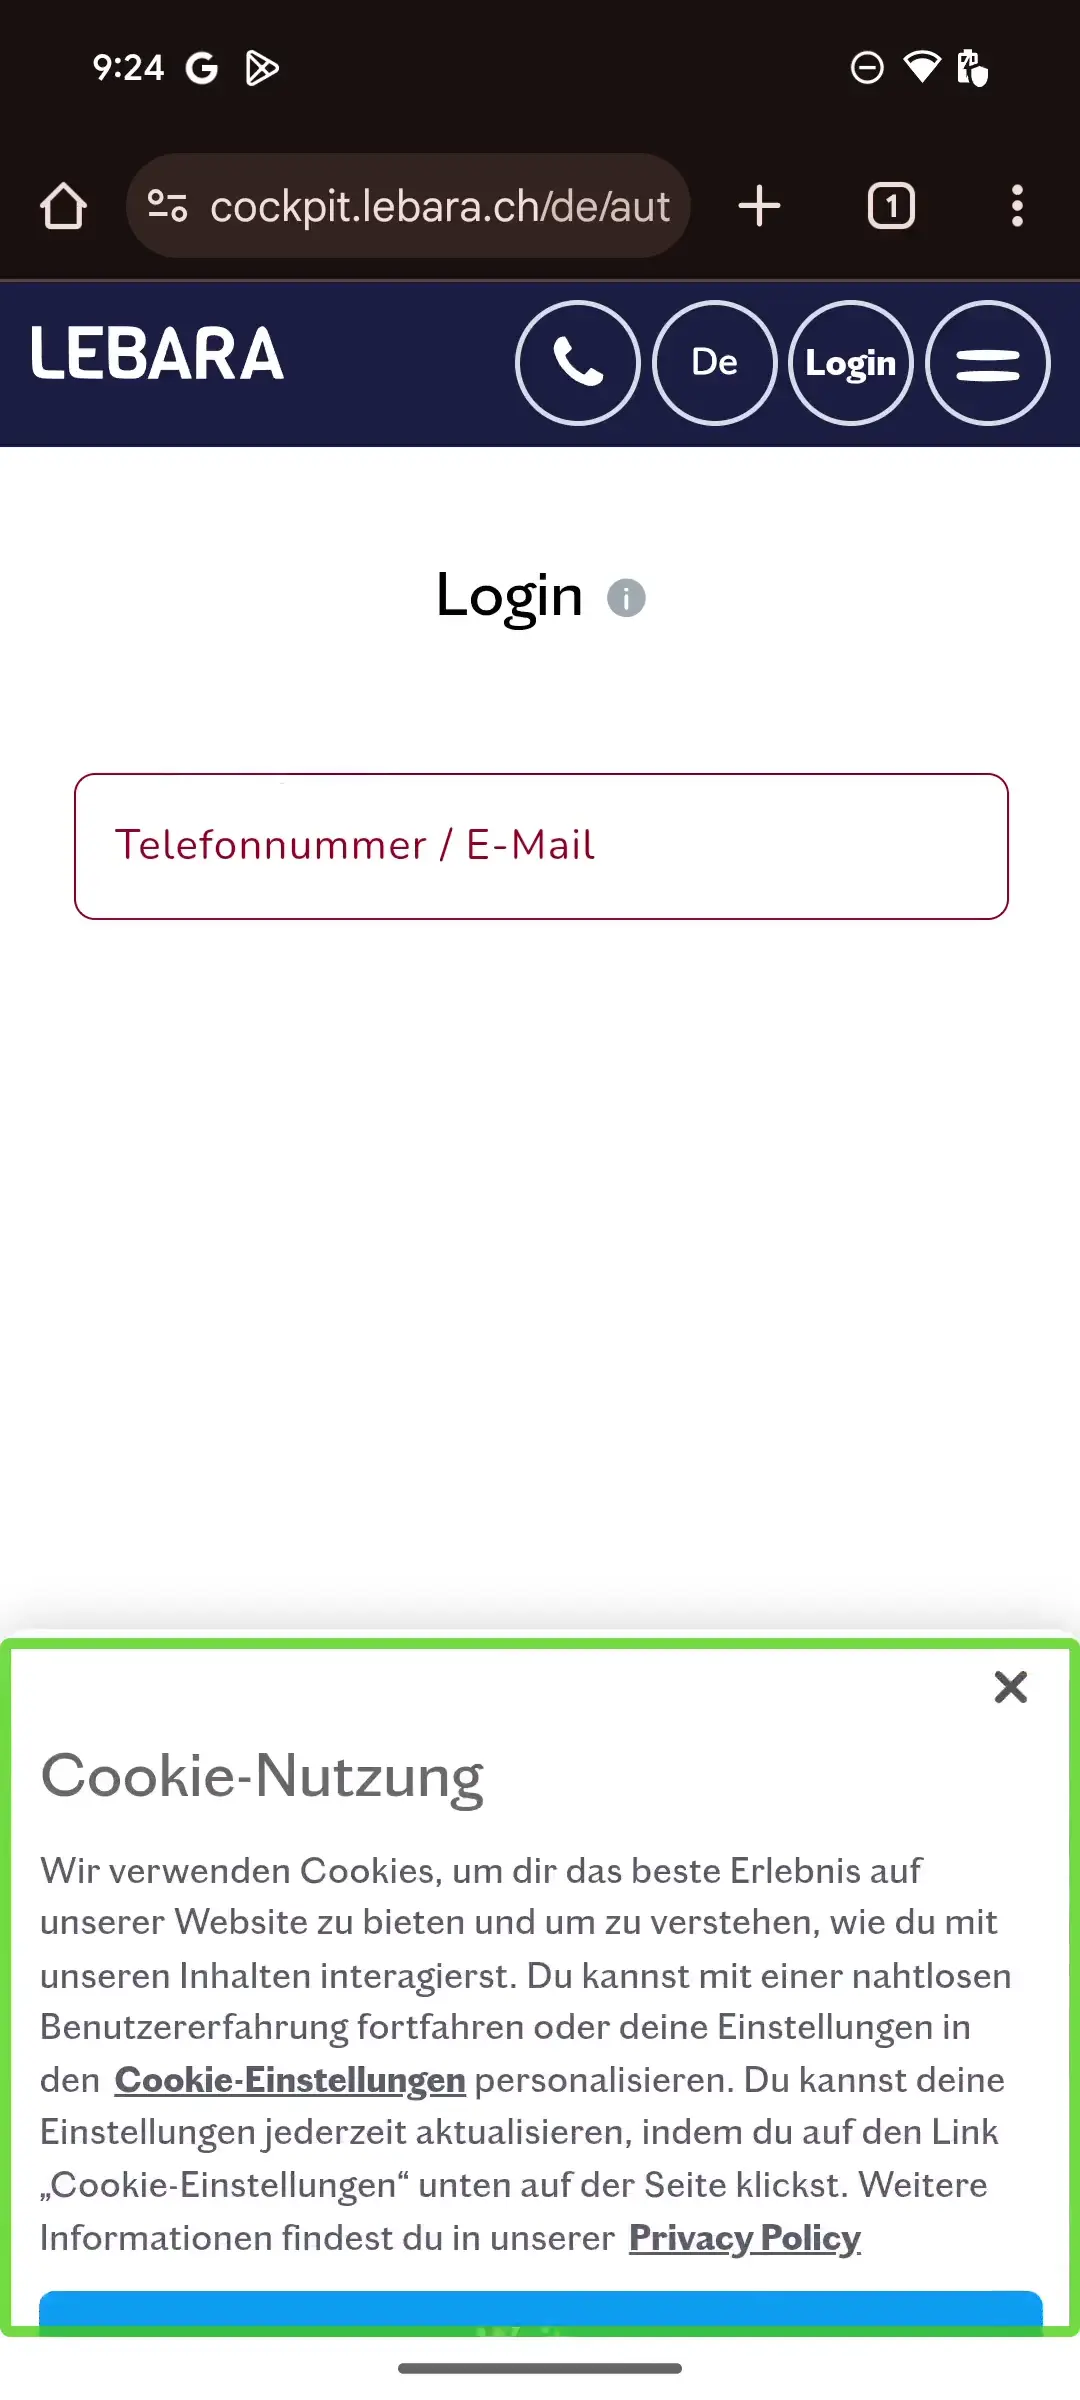 9:24
cockpit.lebara.ch/de/aut
1
LEBARA
De
Login
Login
Telefonnummer / E-Mail
Cookie-Nutzung
Wir verwenden Cookies, um dir das beste Erlebnis auf
unserer Website zu bieten und um zu verstehen, wie du mit
unseren Inhalten interagierst. Du kannst mit einer nahtlosen
Benutzererfahrung fortfahren oder deine Einstellungen in
den Cookie-Einstellungen personalisieren. Du kannst deine
Einstellungen jederzeit aktualisieren, indem du auf den Link
„Cookie-Einstellungen“ unten auf der Seite klickst. Weitere
Informationen findest du in unserer Privacy Policy